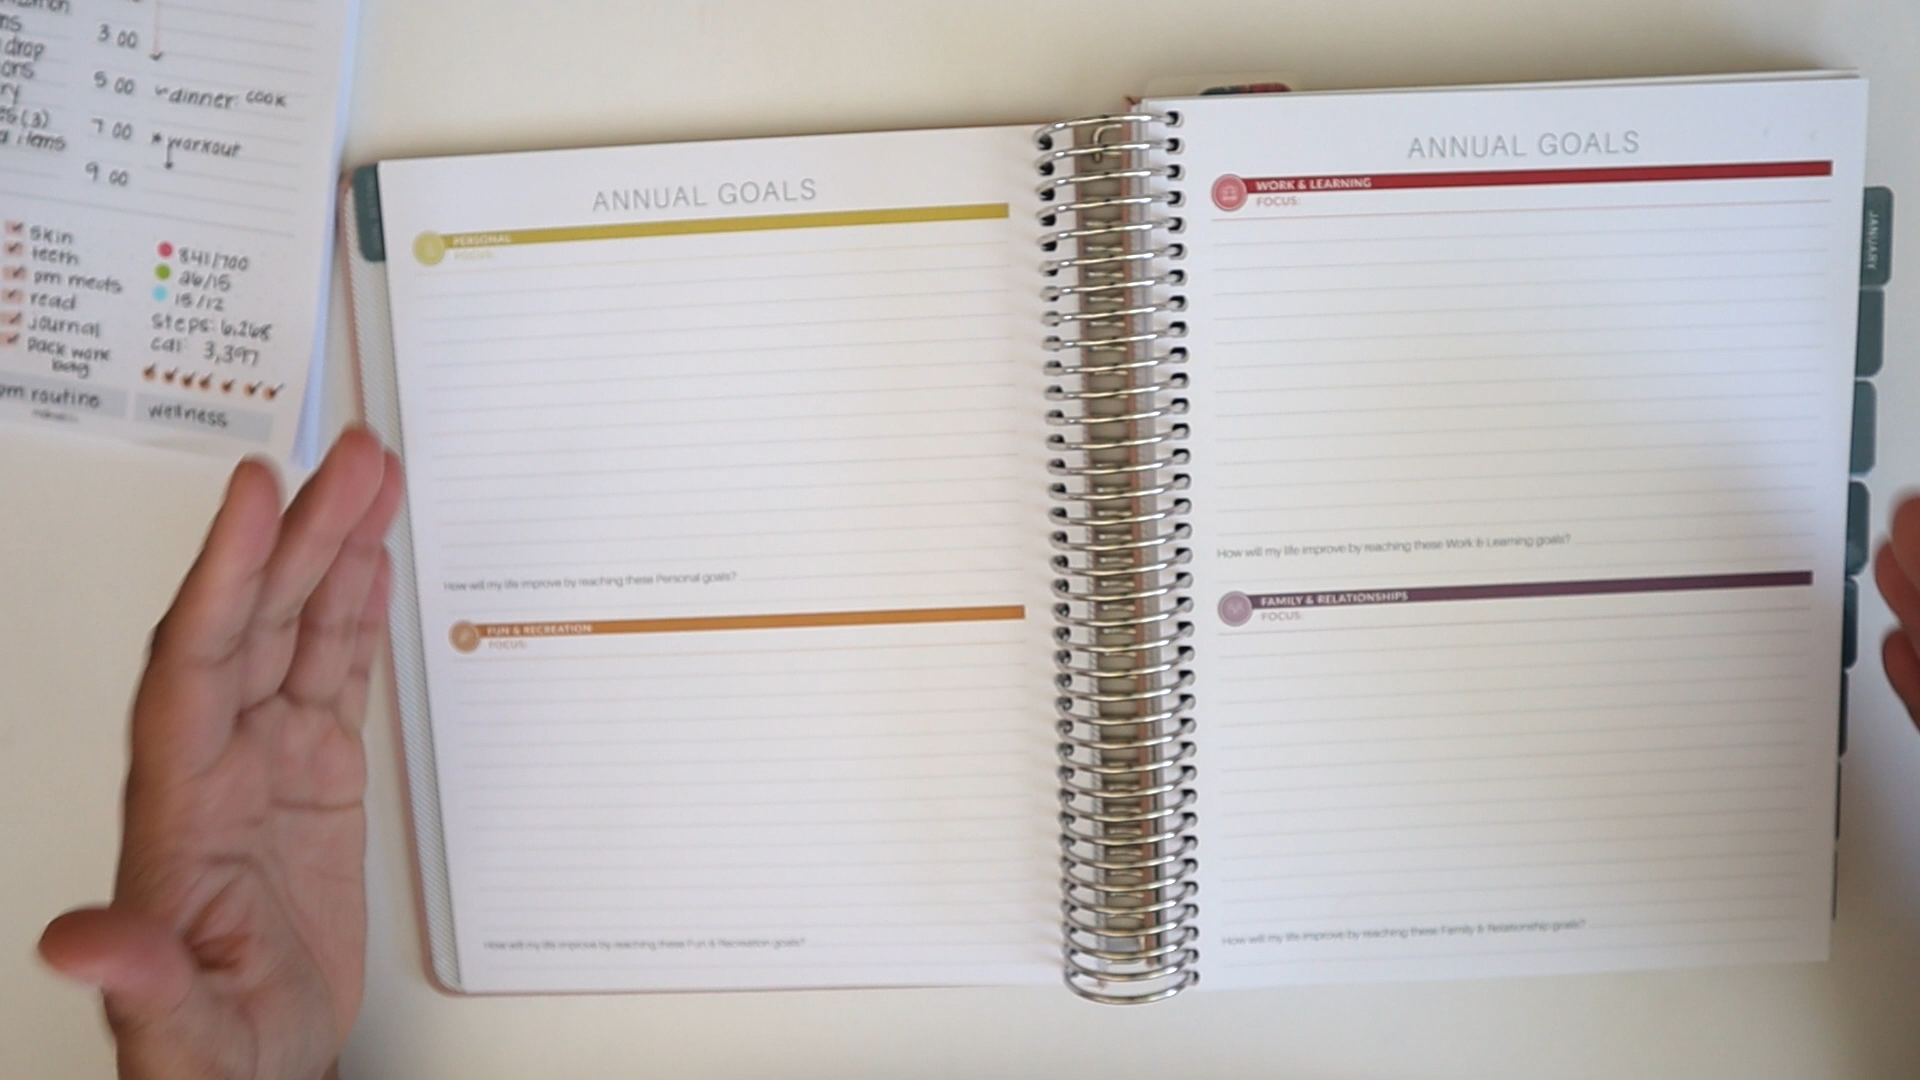 3 00
drop
5 00
dinner: cook
7 00
* workout
9 00
skin
teeth
pm meds
read
journal
pack work
bag
pm routine
841/700
26/15
15/12
steps: 6,268
cal: 3,397
wellness
ANNUAL GOALS
PERSONAL
FOCUS:
How will my life improve by reaching these Personal goals?
FUN & RECREATION
FOCUS:
How will my life improve by reaching these Fun & Recreation goals?
ANNUAL GOALS
WORK & LEARNING
FOCUS:
How will my life improve by reaching these Work & Learning goals?
FAMILY & RELATIONSHIPS
FOCUS:
How will my life improve by reaching these Family & Relationship goals?
JANUARY